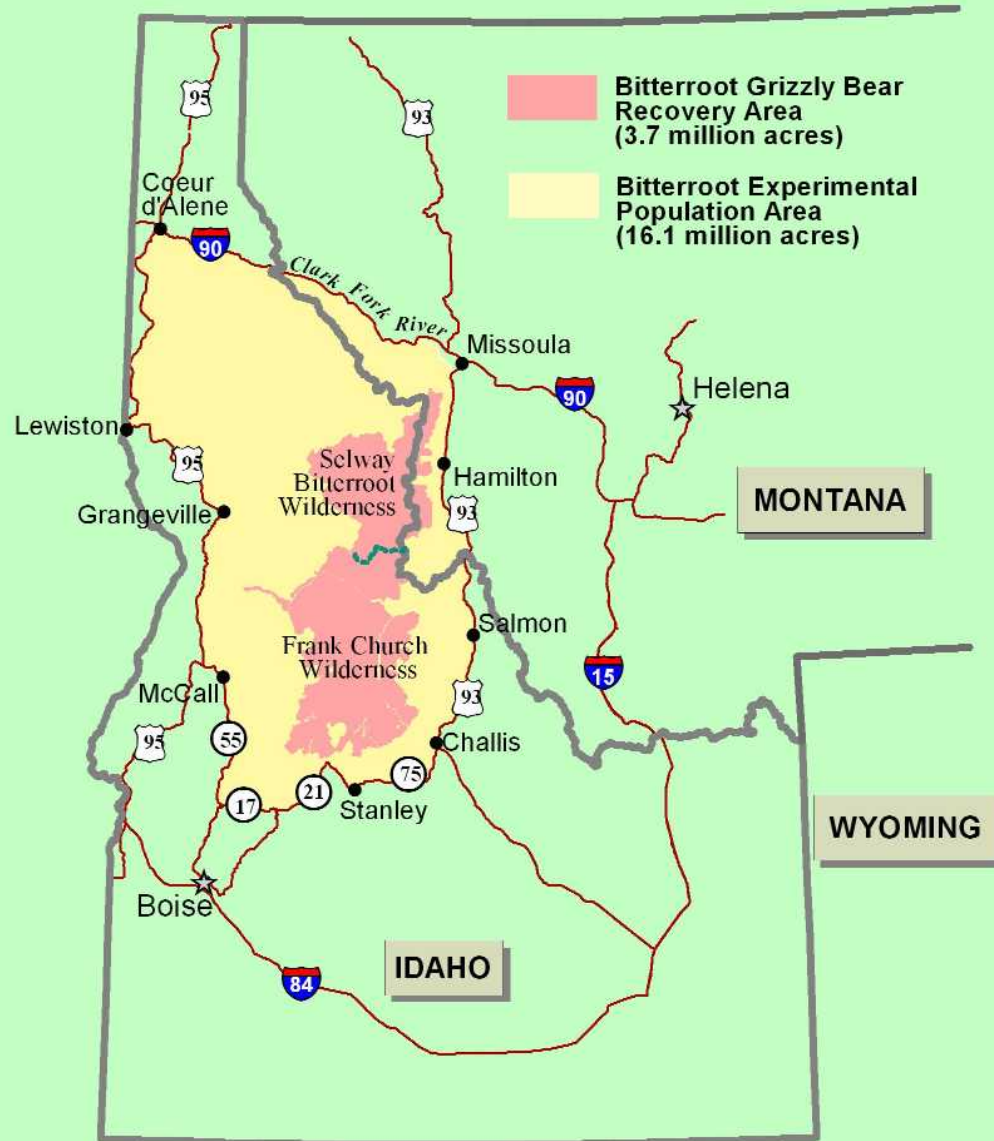 95
93
Bitterroot Grizzly Bear
Recovery Area
(3.7 million acres)
Bitterroot Experimental
Population Area
(16.1 million acres)
Coeur
d'Alene
90
Clark Fork River
Missoula
90
Helena
Lewiston
95
Selway
Bitterroot
Wilderness
Hamilton
93
Grangeville
MONTANA
Salmon
Frank Church
Wilderness
McCall
93
15
95
55
Challis
75
21
17
Stanley
WYOMING
Boise
IDAHO
84